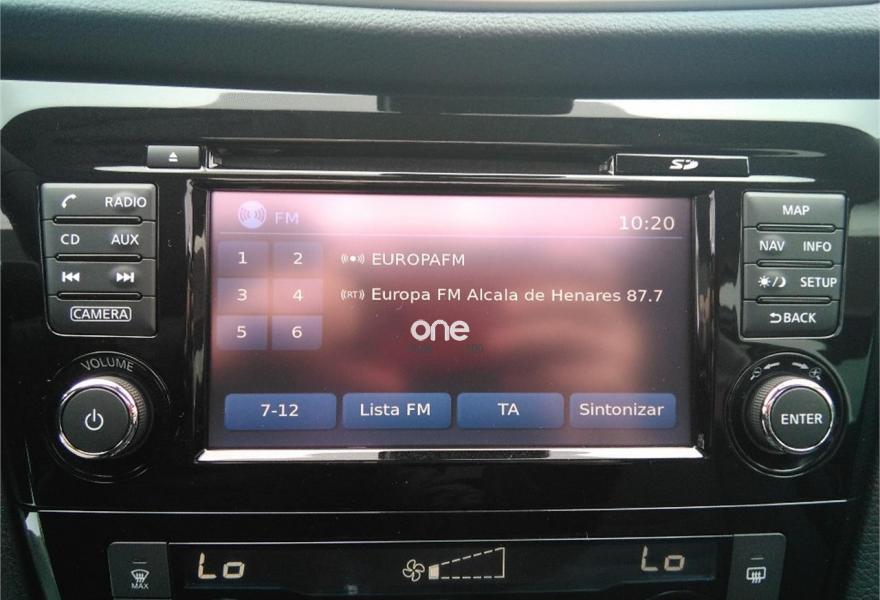 SD
RADIO
CD AUX
CAMERA
VOLUME
FM
10:20
1 2
3 4
5 6
EUROPAFM
(RT) Europa FM Alcala de Henares 87.7
one
7-12
Lista FM
TA
Sintonizar
MAP
NAV INFO
SETUP
BACK
ENTER
MAX
Lo
Lo